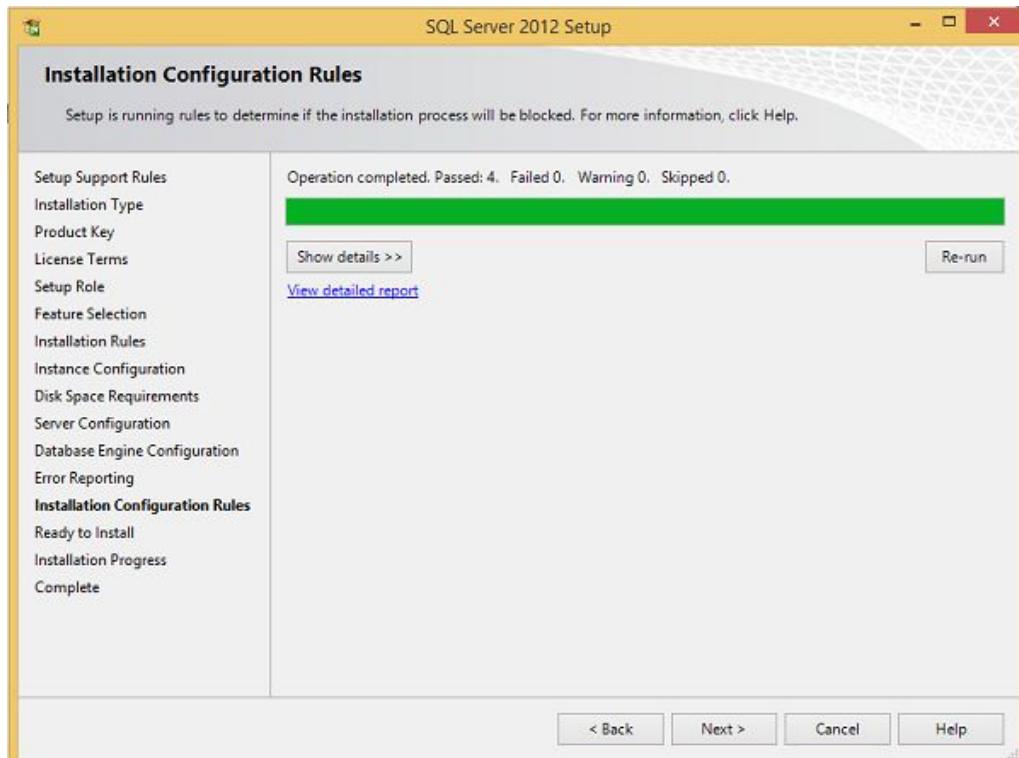 SQL Server 2012 Setup
Installation Configuration Rules
Setup is running rules to determine if the installation process will be blocked. For more information, click Help.
Setup Support Rules
Installation Type
Product Key
License Terms
Setup Role
Feature Selection
Installation Rules
Instance Configuration
Disk Space Requirements
Server Configuration
Database Engine Configuration
Error Reporting
Installation Configuration Rules
Ready to Install
Installation Progress
Complete
Operation completed. Passed: 4. Failed 0. Warning 0. Skipped 0.
Show details >>
Re-run
View detailed report
< Back
Next >
Cancel
Help